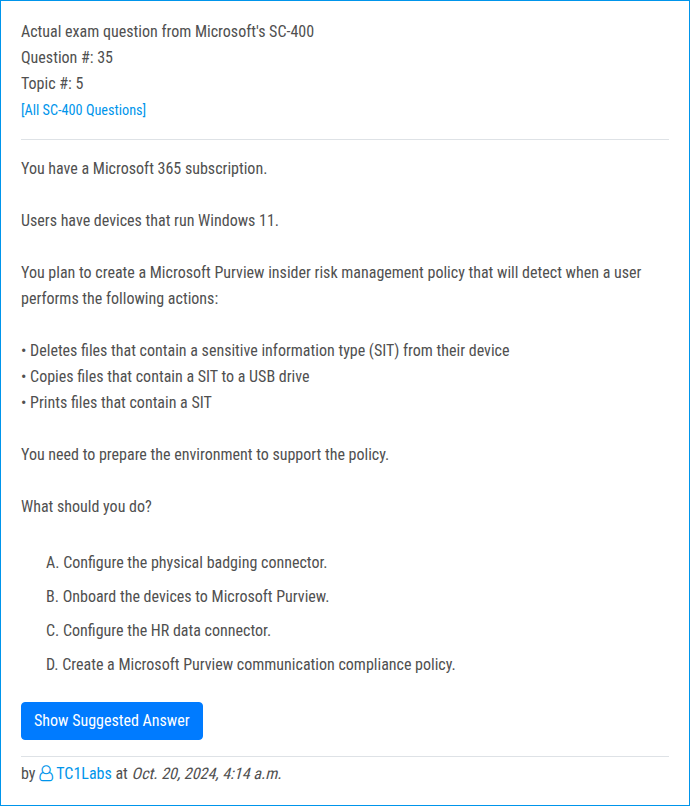 Actual exam question from Microsoft's SC-400
Question #: 35
Topic #: 5
[All SC-400 Questions]
You have a Microsoft 365 subscription.
Users have devices that run Windows 11.
You plan to create a Microsoft Purview insider risk management policy that will detect when a user
performs the following actions:
• Deletes files that contain a sensitive information type (SIT) from their device
• Copies files that contain a SIT to a USB drive
• Prints files that contain a SIT
You need to prepare the environment to support the policy.
What should you do?
A. Configure the physical badging connector.
B. Onboard the devices to Microsoft Purview.
C. Configure the HR data connector.
D. Create a Microsoft Purview communication compliance policy.
Show Suggested Answer
by TC1Labs at Oct. 20, 2024, 4:14 a.m.